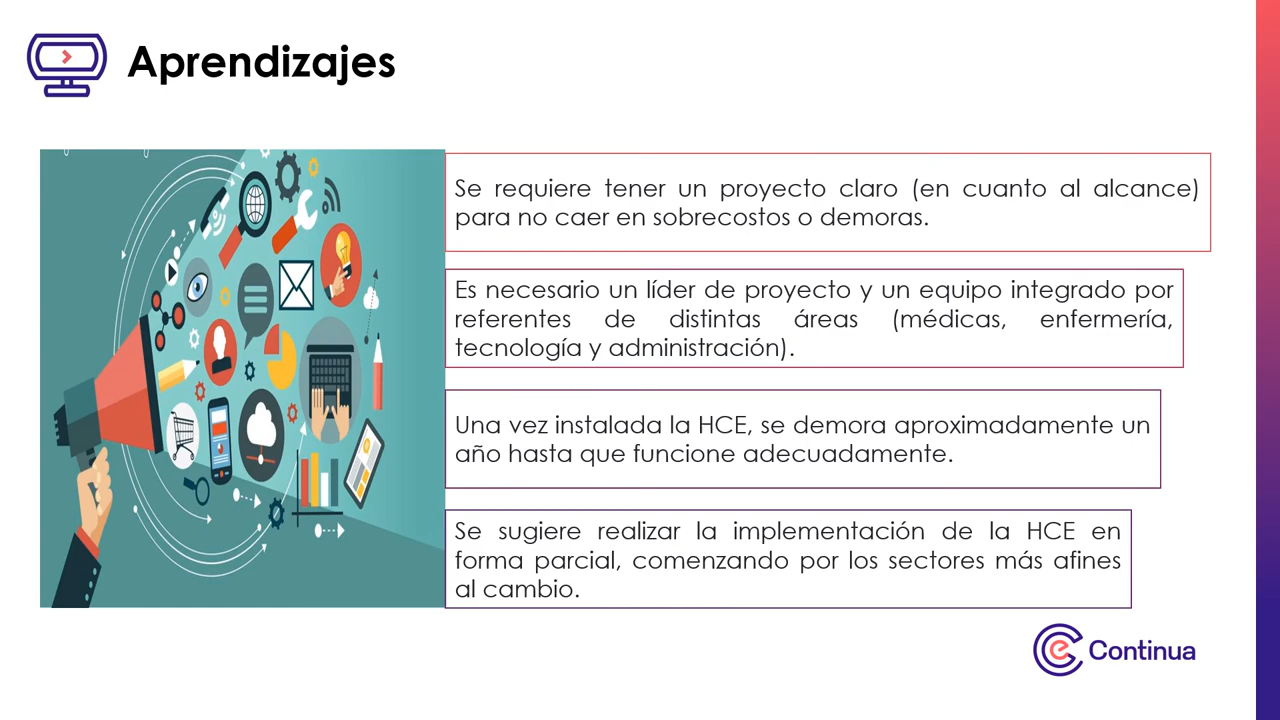 Aprendizajes
Se requiere tener un proyecto claro (en cuanto al alcance)
para no caer en sobrecostos o demoras.
Es necesario un líder de proyecto y un equipo integrado por
referentes de distintas áreas (médicas, enfermería,
tecnología y administración).
Una vez instalada la HCE, se demora aproximadamente un
año hasta que funcione adecuadamente.
Se sugiere realizar la implementación de la HCE en
forma parcial, comenzando por los sectores más afines
al cambio.
Continua